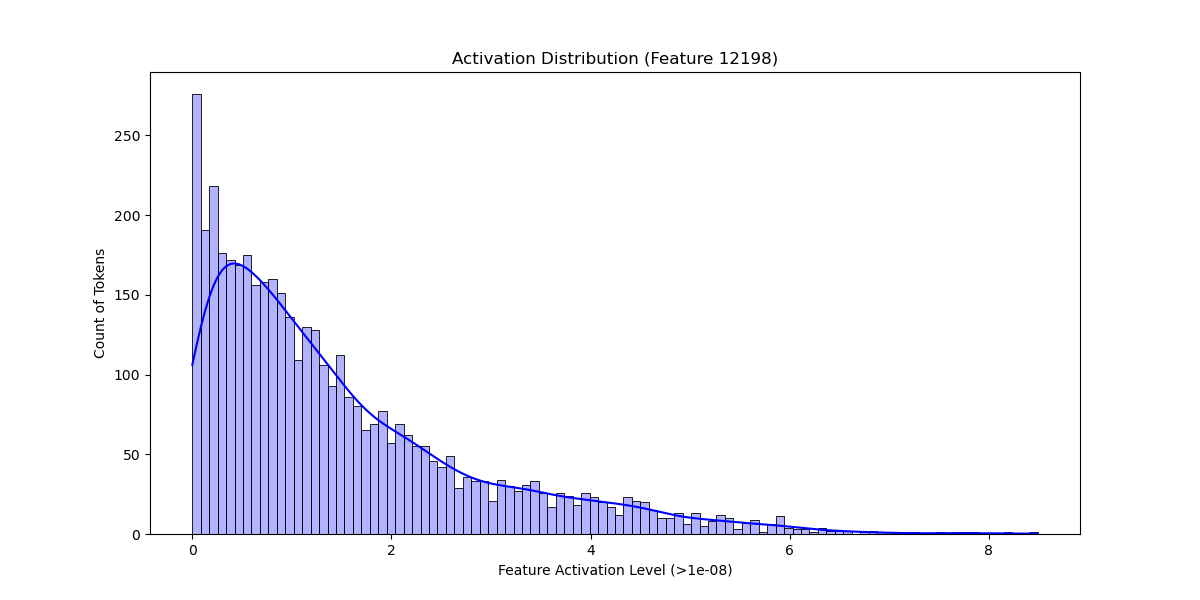 Activation Distribution (Feature 12198)
Count of Tokens
250
200
150
100
50
0
0 2 4 6 8
Feature Activation Level (>1e-08)